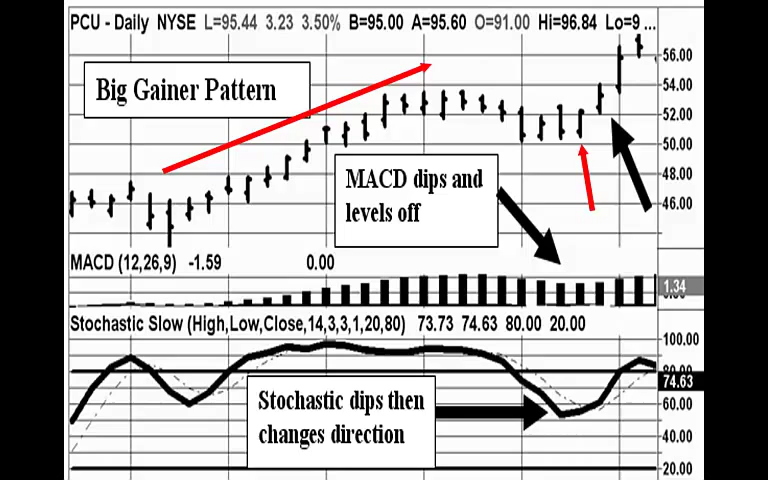 PCU - Daily NYSE L=95.44 3.23 3.50% B=95.00 A=95.60 O=91.00 Hi=96.84 Lo=9 ...
56.00
Big Gainer Pattern
54.00
52.00
50.00
MACD dips and
levels off
48.00
46.00
MACD (12,26,9) -1.59 0.00
1.34
Stochastic Slow (High,Low,Close,14,3,3,1,20,80) 73.73 74.63 80.00 20.00
100.00
74.63
Stochastic dips then
changes direction
60.00
40.00
20.00